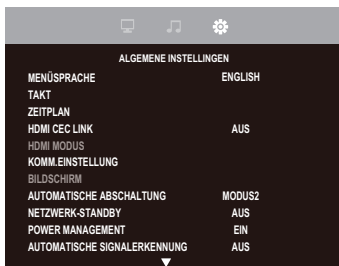 ALGEMENE INSTELLINGEN
MENÜSPRACHE ENGLISH
TAKT
ZEITPLAN
HDMI CEC LINK AUS
HDMI MODUS
KOMM.EINSTELLUNG
BILDSCHIRM
AUTOMATISCHE ABSCHALTUNG MODUS2
NETZWERK-STANDBY AUS
POWER MANAGEMENT EIN
AUTOMATISCHE SIGNALERKENNUNG AUS